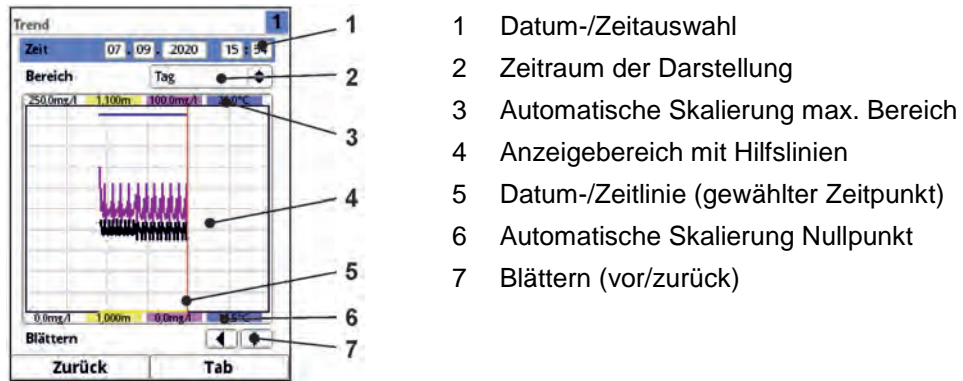 Trend 1
Zeit 07 . 09 . 2020 15 : 54
Bereich Tag
250,0mg/l 1,100m 100,0mg/l
0,0mg/l 1,000m 0,0mg/l
Blättern
Zurück Tab
1
2
3
4
5
6
7
1 Datum-/Zeitauswahl
2 Zeitraum der Darstellung
3 Automatische Skalierung max. Bereich
4 Anzeigebereich mit Hilfslinien
5 Datum-/Zeitlinie (gewählter Zeitpunkt)
6 Automatische Skalierung Nullpunkt
7 Blättern (vor/zurück)